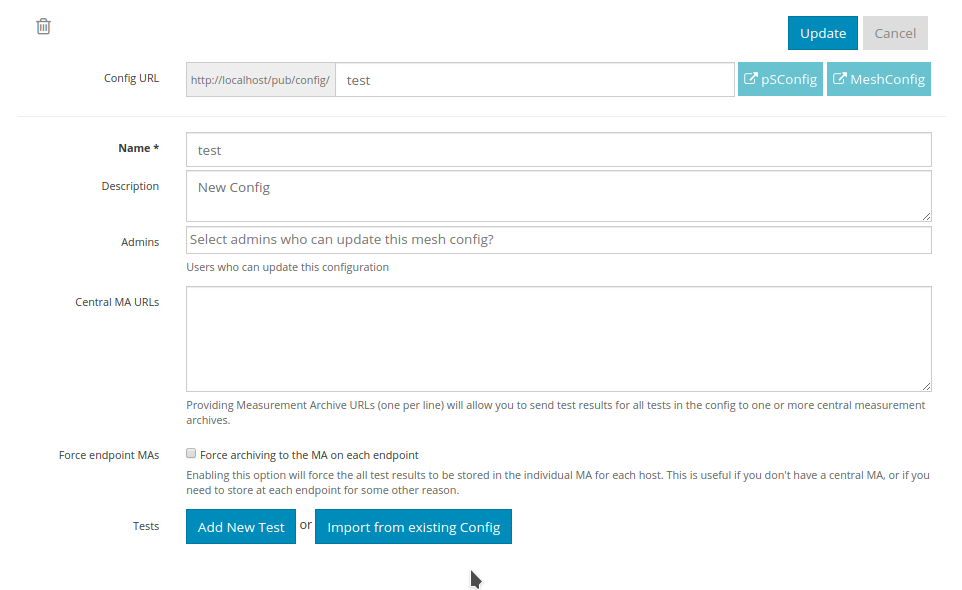 Update Cancel
Config URL http://localhost/pub/config/ test pSConfig MeshConfig
Name * test
Description New Config
Admins Select admins who can update this mesh config?
Users who can update this configuration
Central MA URLs
Providing Measurement Archive URLs (one per line) will allow you to send test results for all tests in the config to one or more central measurement
archives.
Force endpoint MAs Force archiving to the MA on each endpoint
Enabling this option will force the all test results to be stored in the individual MA for each host. This is useful if you don't have a central MA, or if you
need to store at each endpoint for some other reason.
Tests Add New Test or Import from existing Config